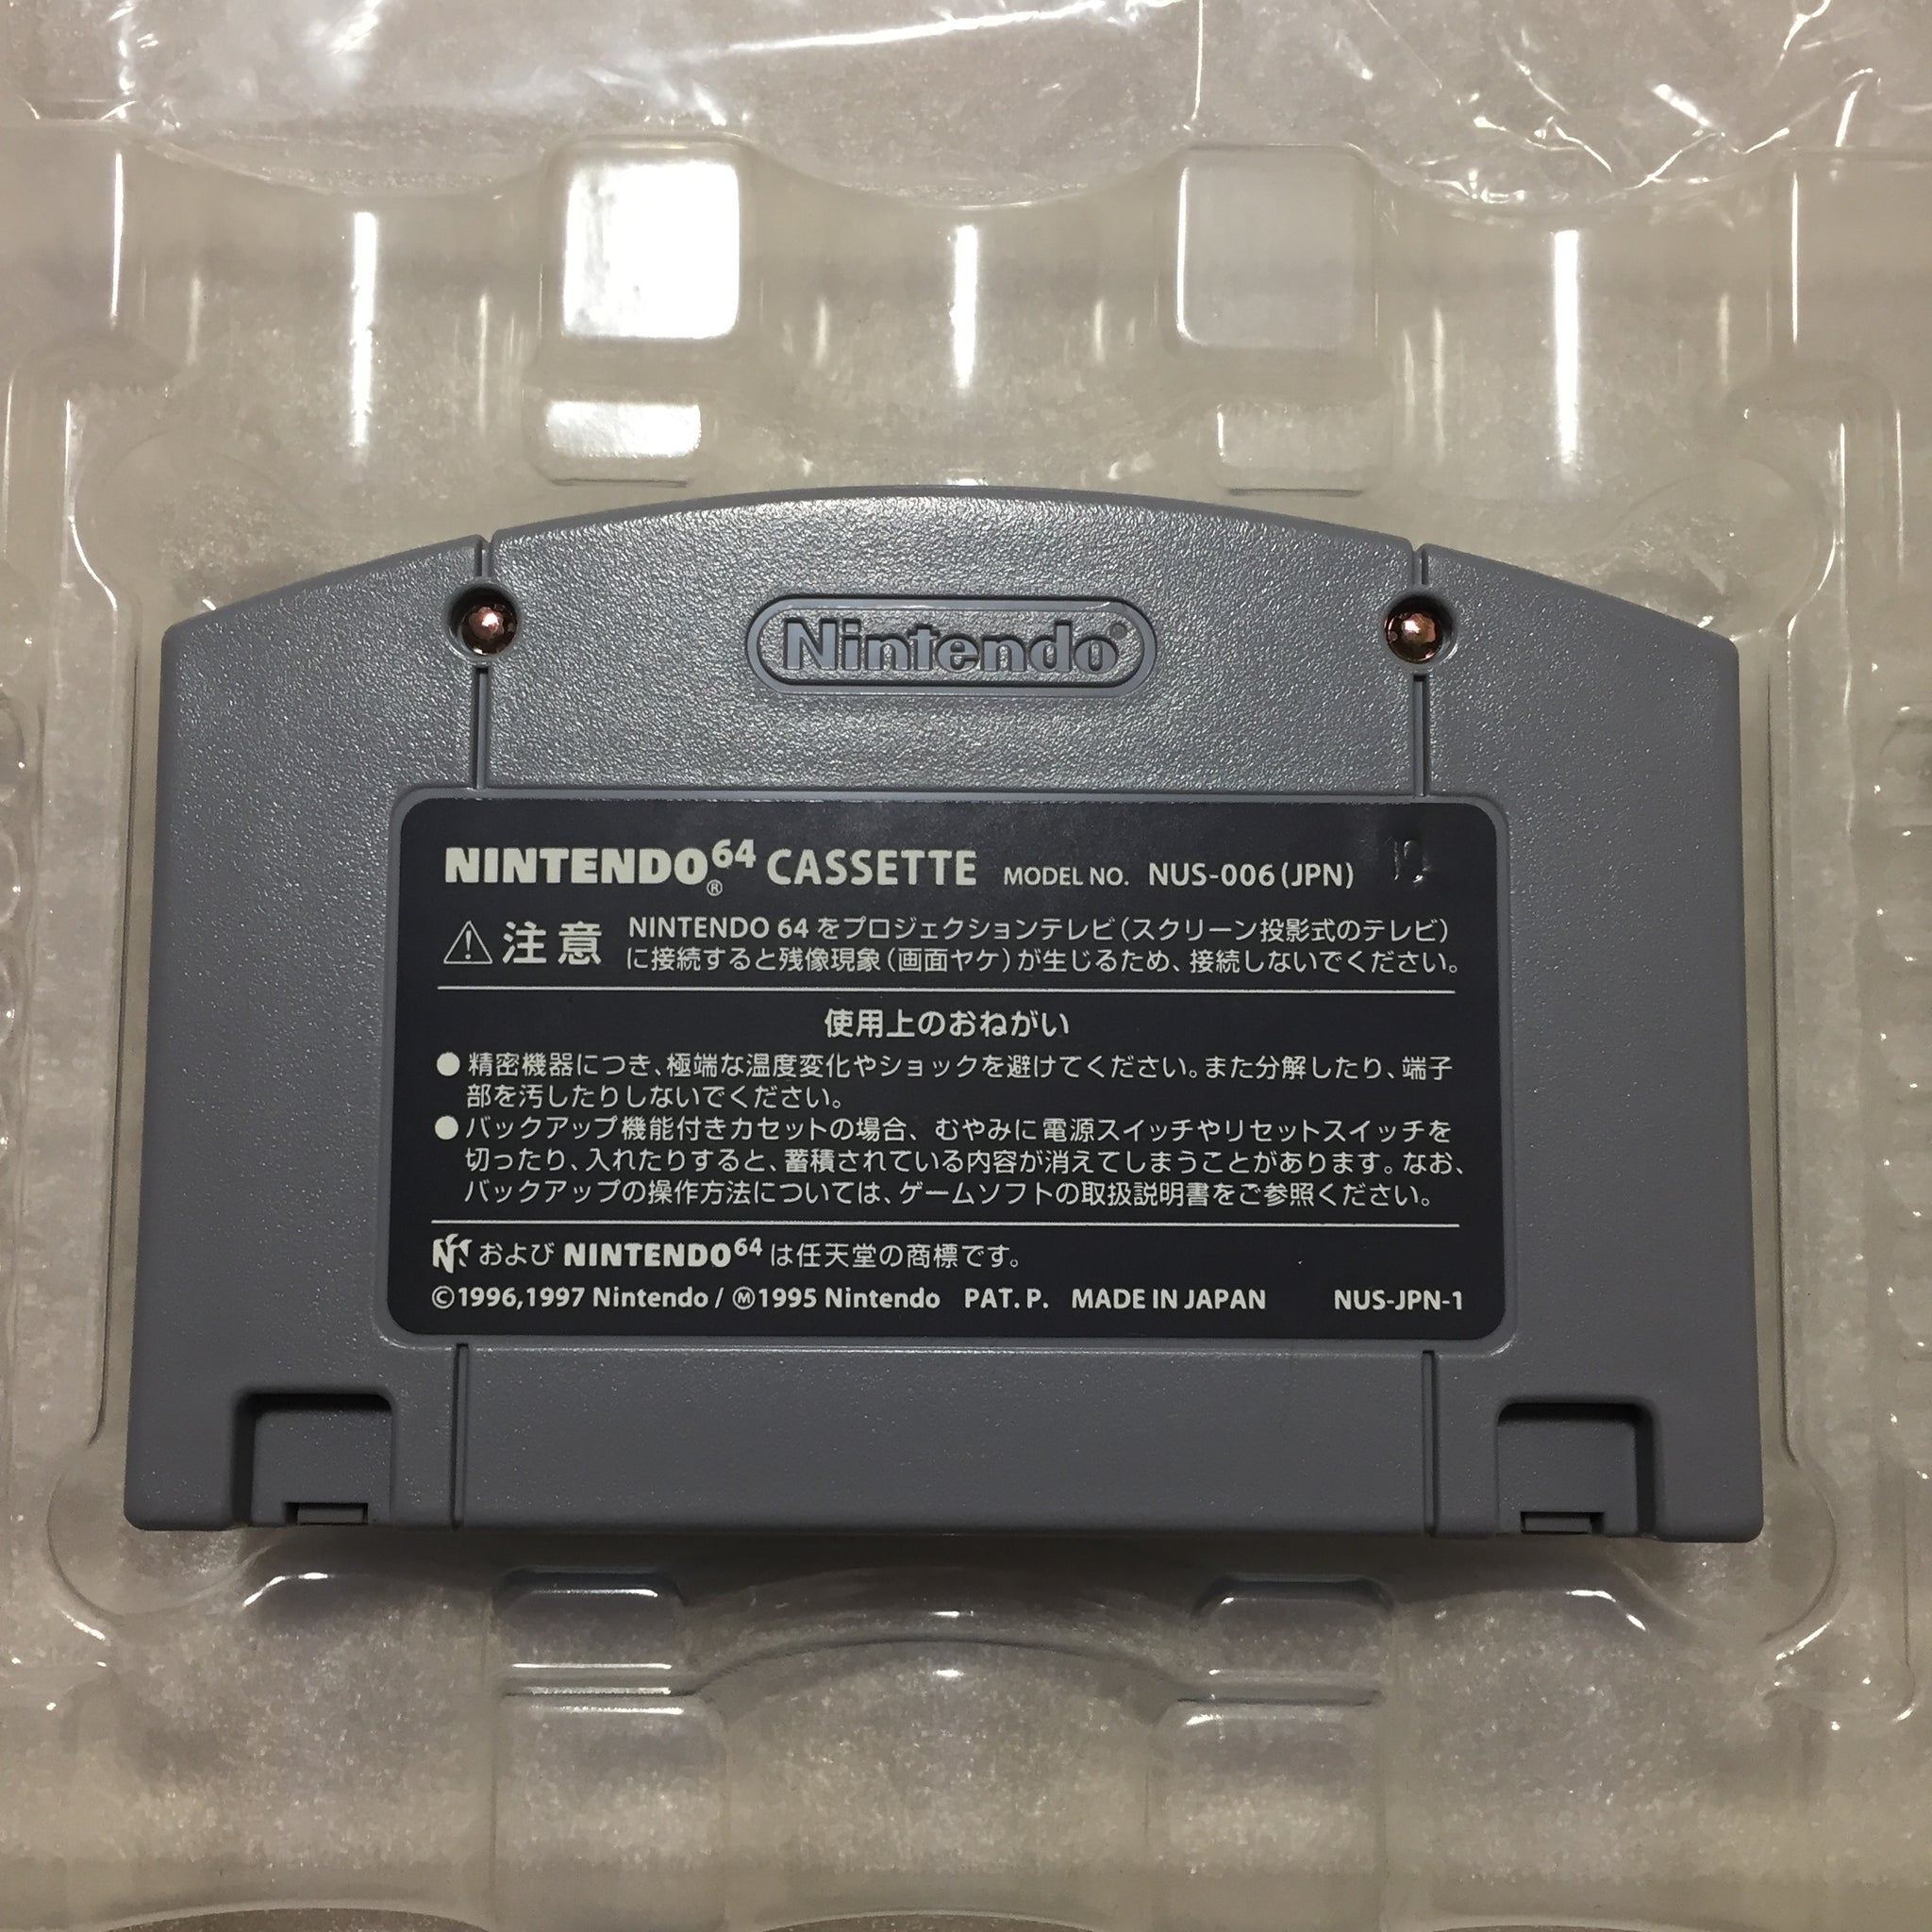 Nintendo®
NINTENDO64® CASSETTE MODEL NO. NUS-006(JPN)
⚠注意 NINTENDO 64 をプロジェクションテレビ(スクリーン投影式のテレビ)
に接続すると残像現象(画面ヤケ)が生じるため、接続しないでください。
使用上のおねがい
●精密機器につき、極端な温度変化やショックを避けてください。また分解したり、端子
部を汚したりしないでください。
●バックアップ機能付きカセットの場合、むやみに電源スイッチやリセットスイッチを
切ったり、入れたりすると、蓄積されている内容が消えてしまうことがあります。なお、
バックアップの操作方法については、ゲームソフトの取扱説明書をご参照ください。
および NINTENDO64 は任天堂の商標です。
©1996,1997 Nintendo / Ⓜ1995 Nintendo PAT. P. MADE IN JAPAN NUS-JPN-1